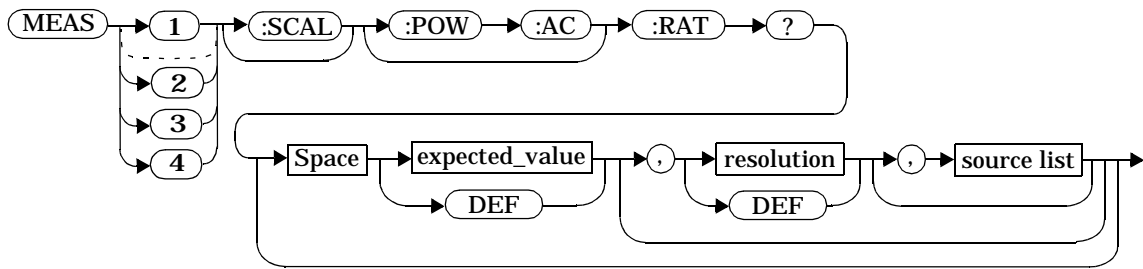 MEAS 1 :SCAL :POW :AC :RAT ?
2
3
4
Space expected_value , resolution , source list
DEF DEF